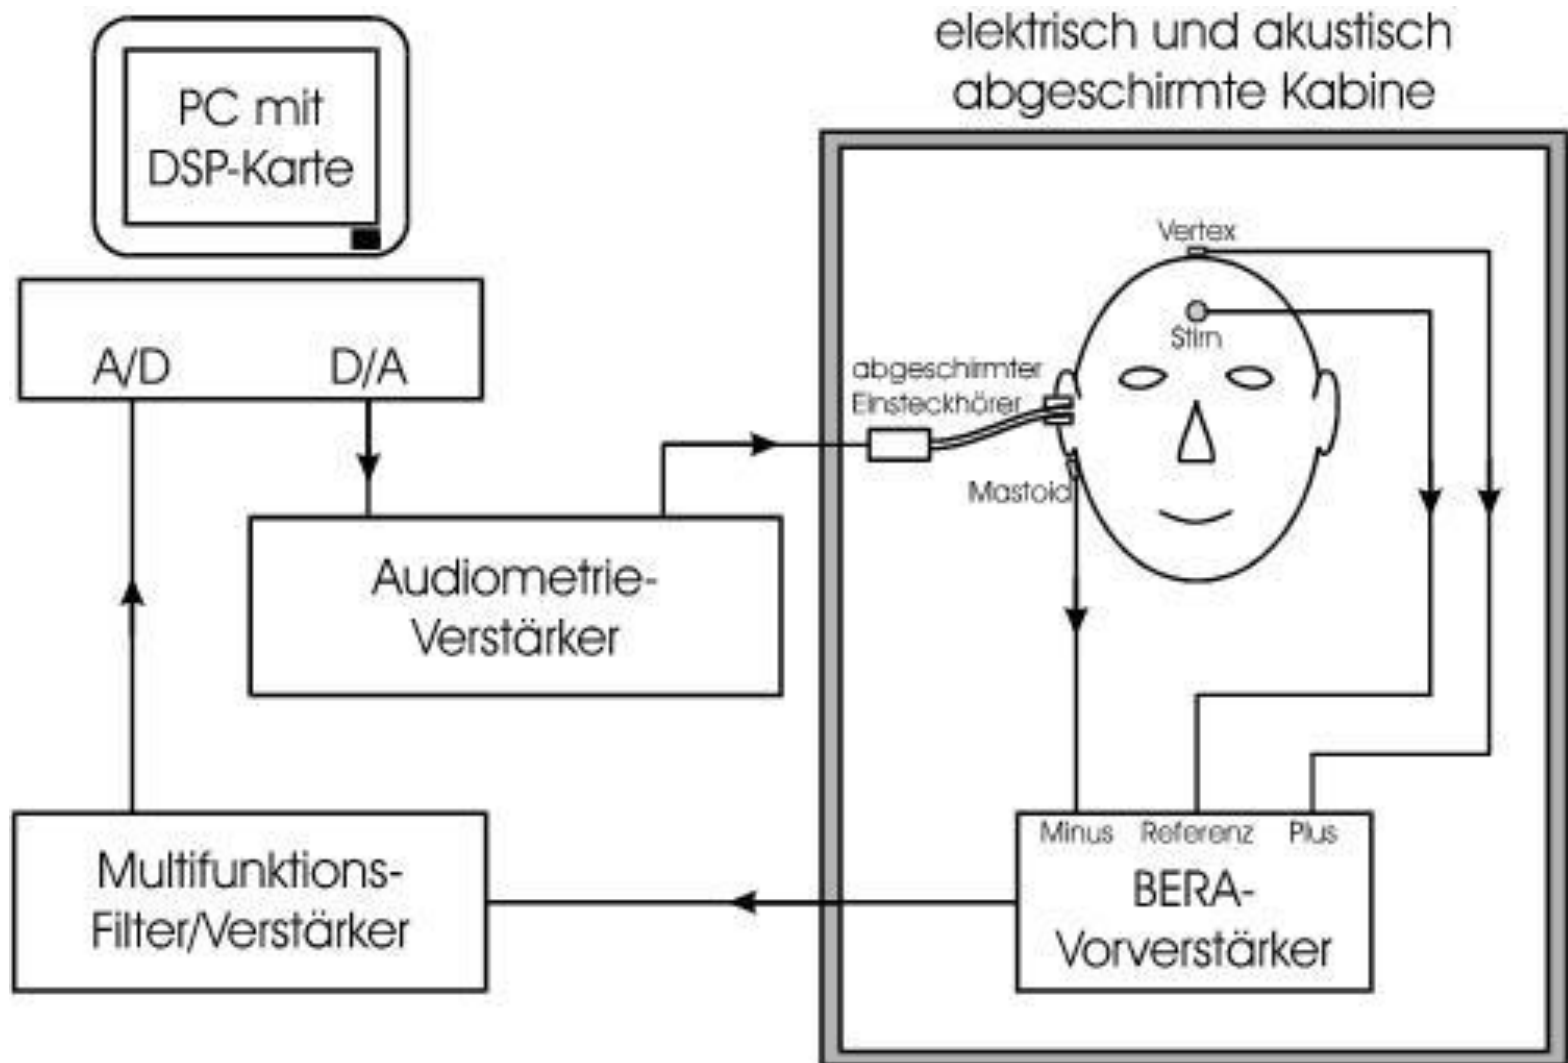 elektrisch und akustisch
abgeschirmte Kabine
PC mit
DSP-Karte
A/D
D/A
Vertex
Stirn
abgeschirmter
Einsteckhörer
Mastoid
Audiometrie-
Verstärker
Minus
Referenz
Plus
BERA-
Vorverstärker
Multifunktions-
Filter/Verstärker